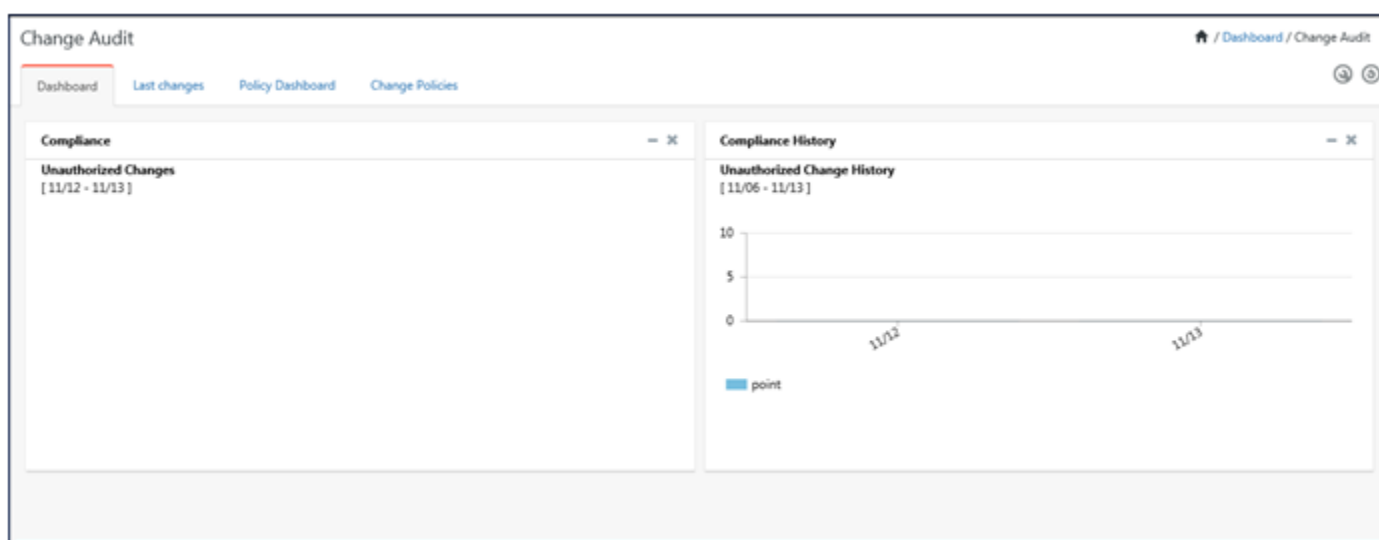 Change Audit
/ Dashboard / Change Audit
Dashboard
Last changes
Policy Dashboard
Change Policies
Compliance
Unauthorized Changes
[ 11/12 - 11/13 ]
Compliance History
Unauthorized Change History
[ 11/06 - 11/13 ]
10
5
0
11/12
11/13
point